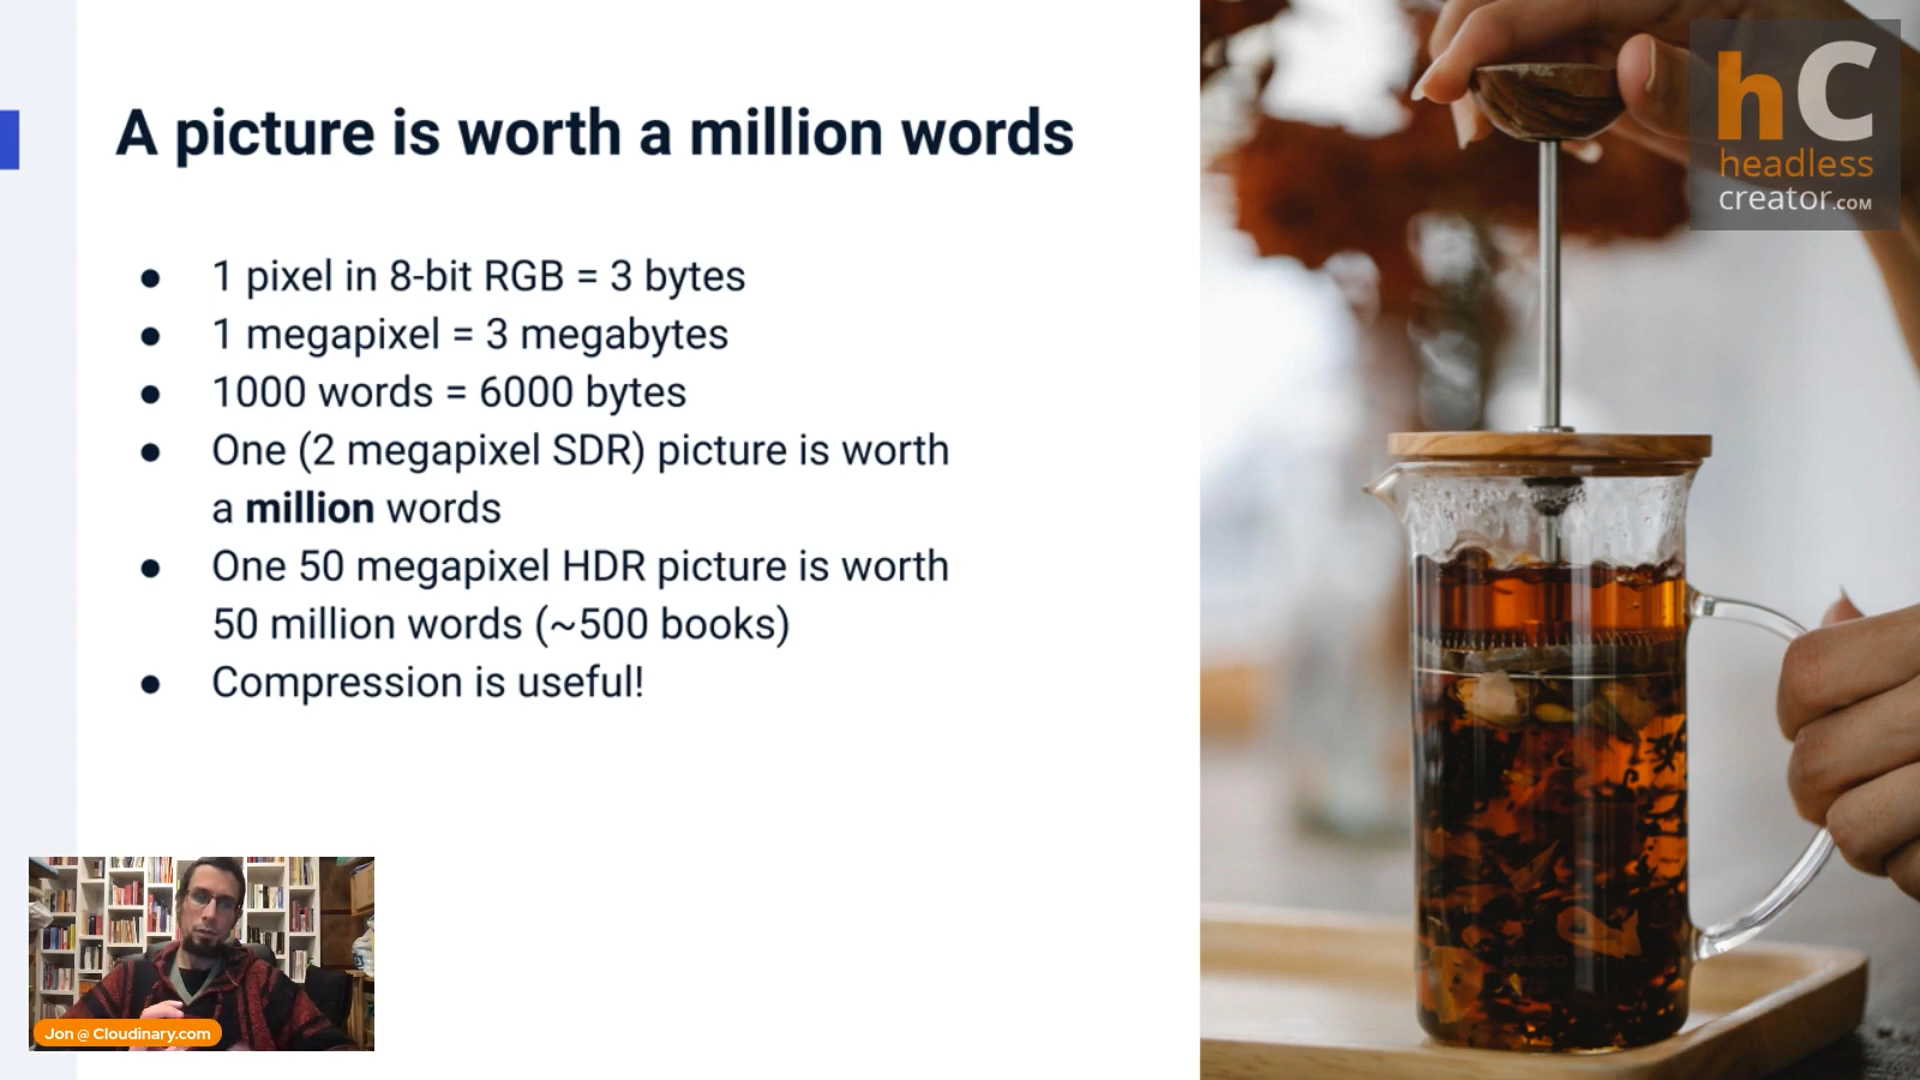 A picture is worth a million words
● 1 pixel in 8-bit RGB = 3 bytes
● 1 megapixel = 3 megabytes
● 1000 words = 6000 bytes
● One (2 megapixel SDR) picture is worth
a million words
● One 50 megapixel HDR picture is worth
50 million words (~500 books)
● Compression is useful!
Jon @ Cloudinary.com
hC
headless
creator.COM
HARIO